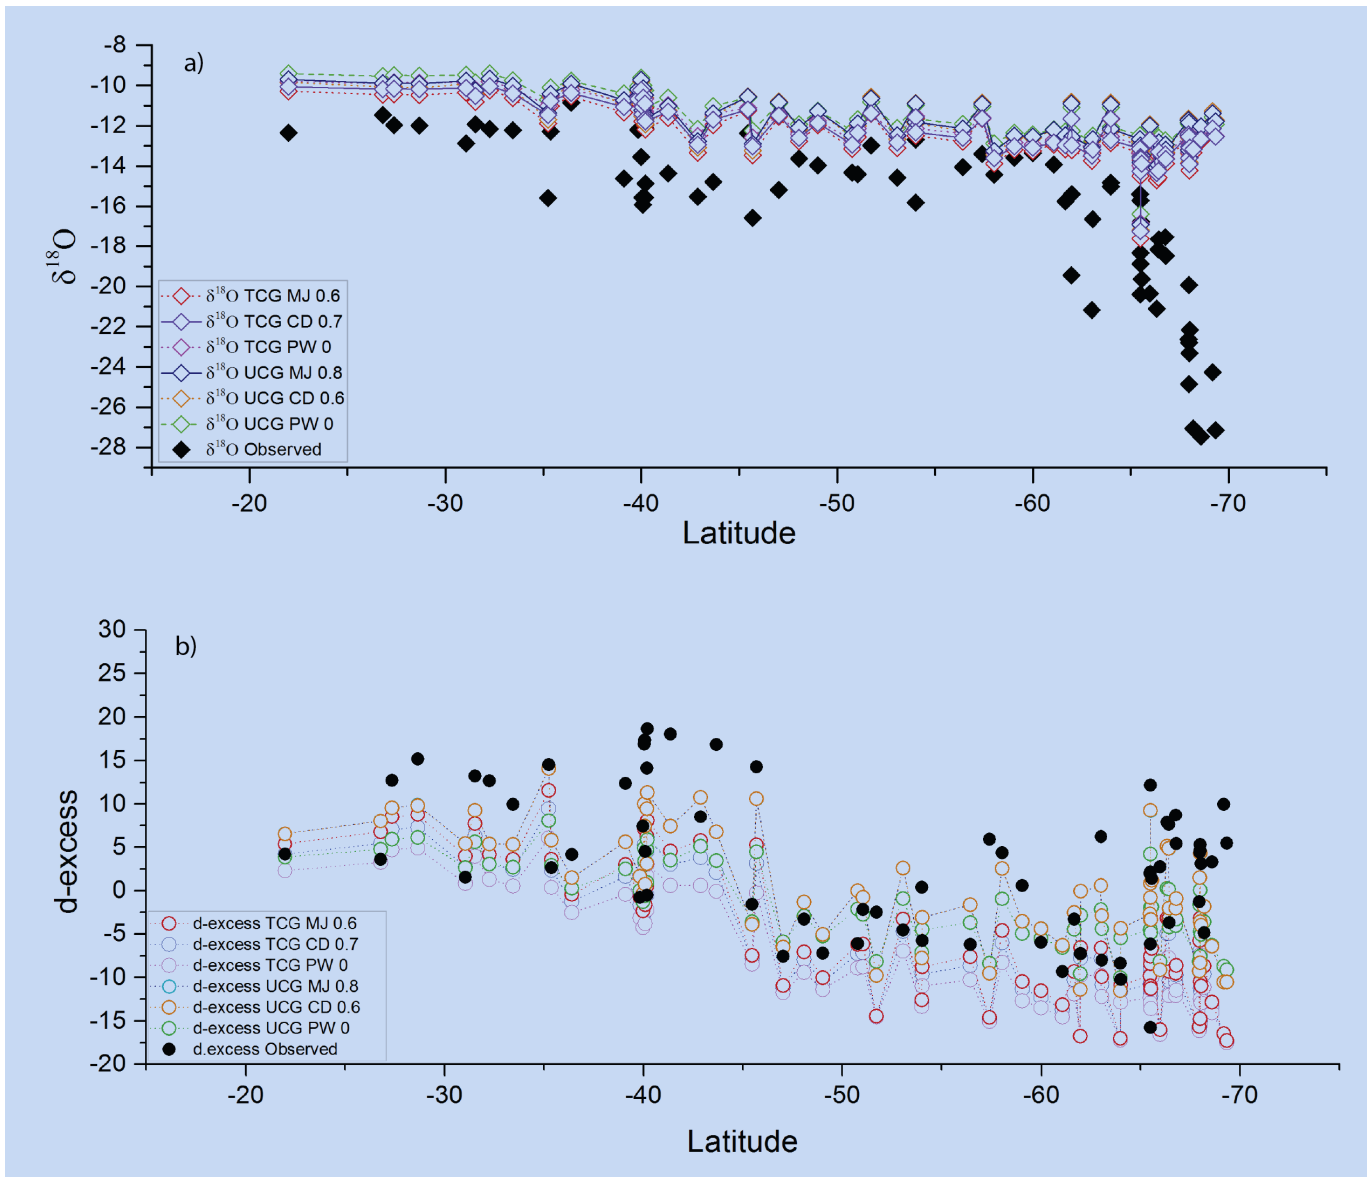 a)
-8
-10
-12
-14
-16
-18
-20
-22
-24
-26
-28
δ18O
δ18O TCG MJ 0.6
δ18O TCG CD 0.7
δ18O TCG PW 0
δ18O UCG MJ 0.8
δ18O UCG CD 0.6
δ18O UCG PW 0
δ18O Observed
-20 -30 -40 -50 -60 -70
Latitude
b)
30
25
20
15
10
5
0
-5
-10
-15
-20
d-excess
d-excess TCG MJ 0.6
d-excess TCG CD 0.7
d-excess TCG PW 0
d-excess UCG MJ 0.8
d-excess UCG CD 0.6
d-excess UCG PW 0
d.excess Observed
-20 -30 -40 -50 -60 -70
Latitude